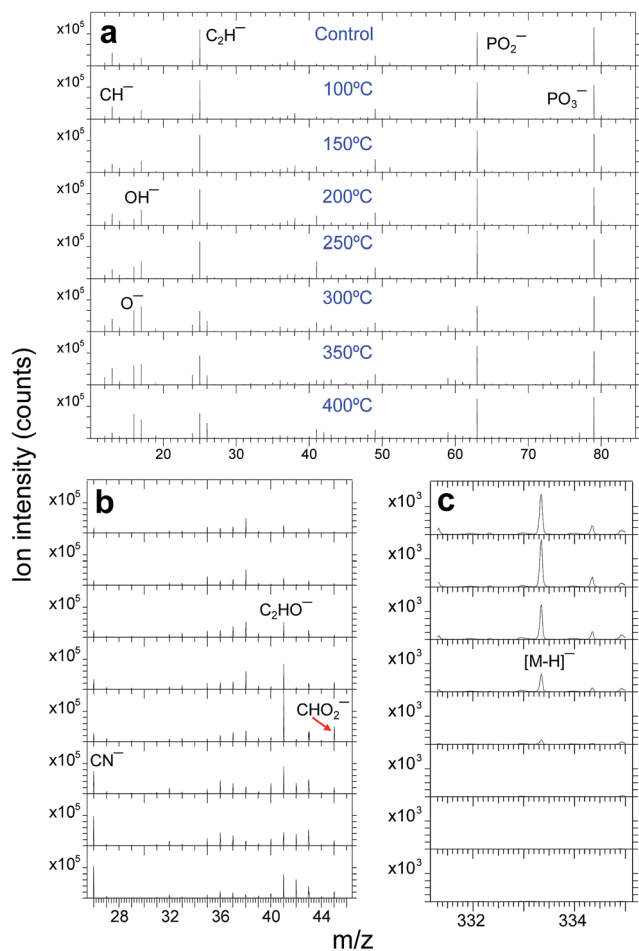 a
x10⁵ C₂H⁻ Control PO₂⁻
x10⁵ CH⁻ 100ºC PO₃⁻
x10⁵ 150ºC
x10⁵ OH⁻ 200ºC
x10⁵ 250ºC
x10⁵ O⁻ 300ºC
x10⁵ 350ºC
x10⁵ 400ºC
20 30 40 50 60 70 80
Ion intensity (counts)
b
x10⁵
x10⁵
x10⁵ C₂HO⁻
x10⁵
x10⁵ CHO₂⁻
x10⁵ CN⁻
x10⁵
x10⁵
28 32 36 40 44
c
x10³
x10³
x10³
x10³ [M-H]⁻
x10³
x10³
x10³
x10³
332 334
m/z